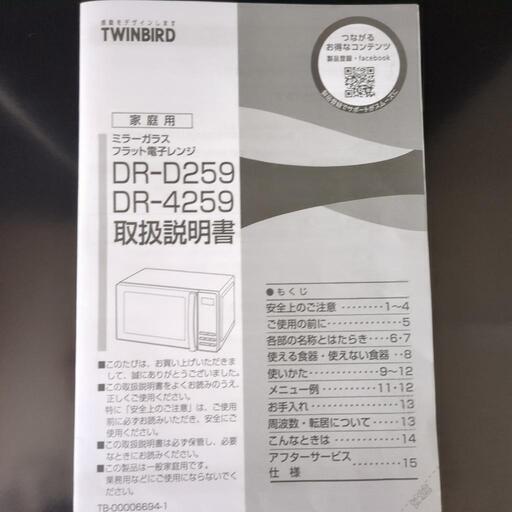 感動をデザインします
TWINBIRD
つながる
お得なコンテンツ
製品登録・facebook
家庭用
ミラーガラス
フラット電子レンジ
DR-D259
DR-4259
取扱説明書
●もくじ
安全上のご注意 ········1～4
ご使用の前に ················5
各部の名称とはたらき ···6・7
使える食器・使えない食器 ··8
使いかた ················9～12
メニュー例 ············11・12
お手入れ ····················13
周波数・転居について ·····13
こんなときは ···············14
アフターサービス
仕 様 ························15
■このたびは、お買い上げいただきま
して、誠にありがとうございました。
■この取扱説明書をよくお読みのうえ、
正しくご使用ください。
特に「安全上のご注意」は、ご使用
前に必ずお読みいただき、安全にご
使用ください。
■この取扱説明書は必ず保管し、必要
なときにお読みください。
■この製品は一般家庭用です。
業務用などにご使用にならないでく
ださい。
TB-00006694-1